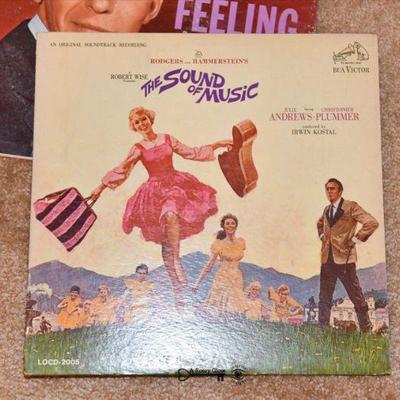 FEELING
AN ORIGINAL SOUNDTRACK RECORDING
RCA VICTOR
RODGERS and HAMMERSTEIN'S
ROBERT WISE
THE SOUND
OF MUSIC
JULIE starring CHRISTOPHER
ANDREWS · PLUMMER
conducted by
IRWIN KOSTAL
LOCD-2005